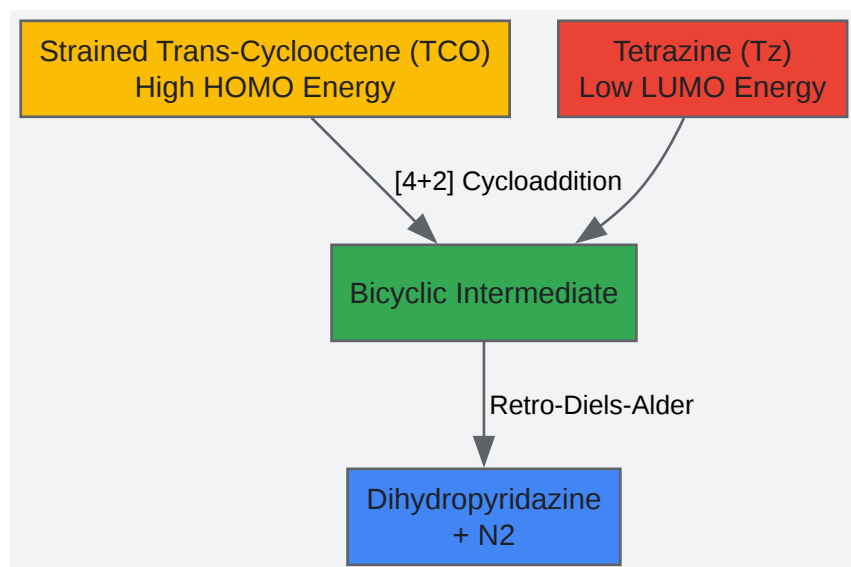 Strained Trans-Cyclooctene (TCO)
High HOMO Energy
Tetrazine (Tz)
Low LUMO Energy
[4+2] Cycloaddition
Bicyclic Intermediate
Retro-Diels-Alder
Dihydropyridazine
+ N2